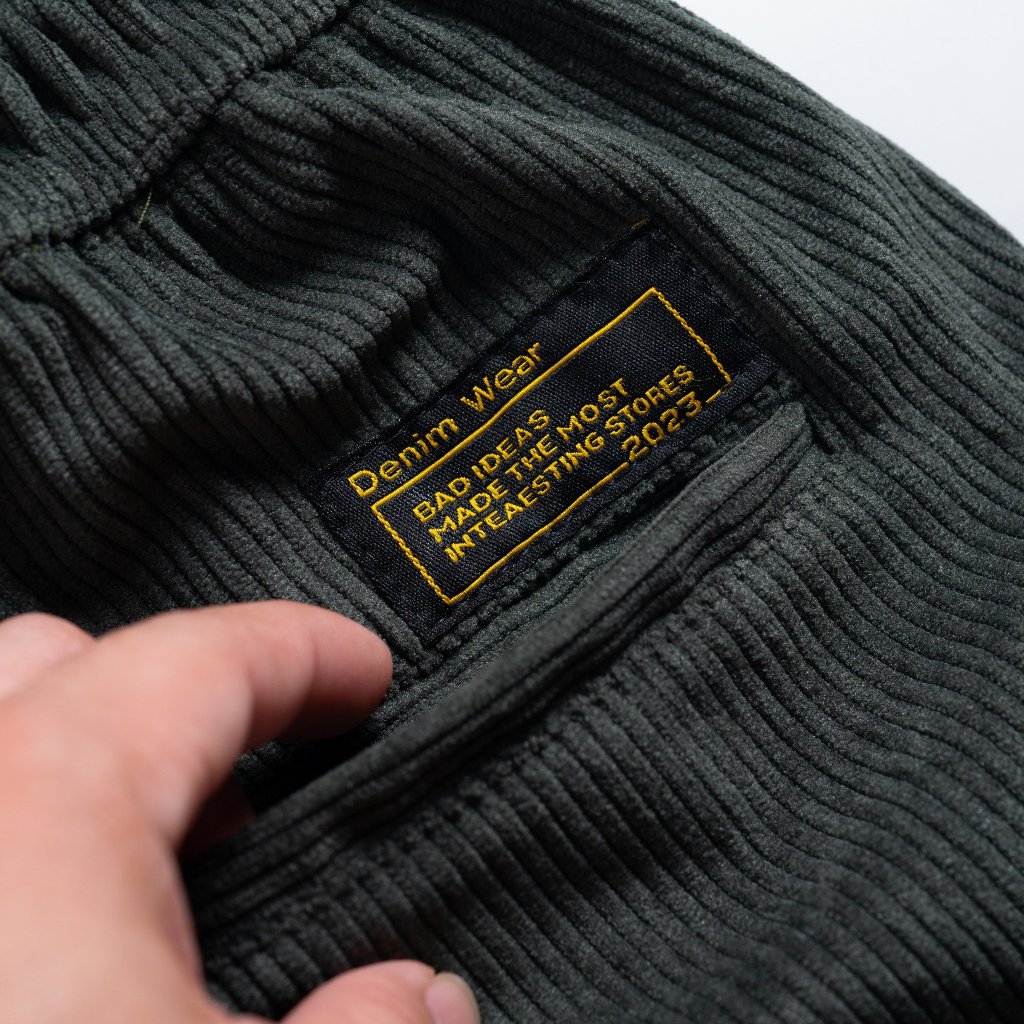 Denim Wear
BAD IDEAS
MADE THE MOST
INTEAESTING STORES
2023